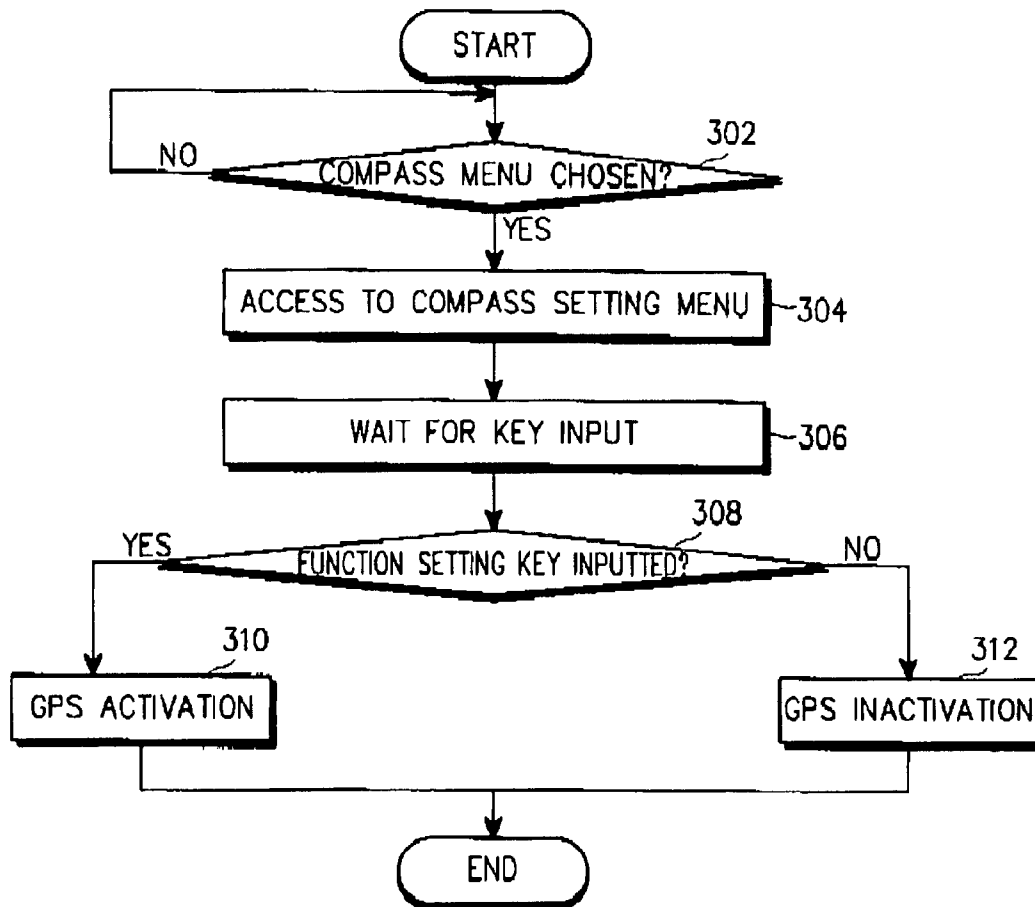 START
302
NO
COMPASS MENU CHOSEN?
YES
ACCESS TO COMPASS SETTING MENU
304
WAIT FOR KEY INPUT
306
308
YES
FUNCTION SETTING KEY INPUTTED?
NO
310
312
GPS ACTIVATION
GPS INACTIVATION
END